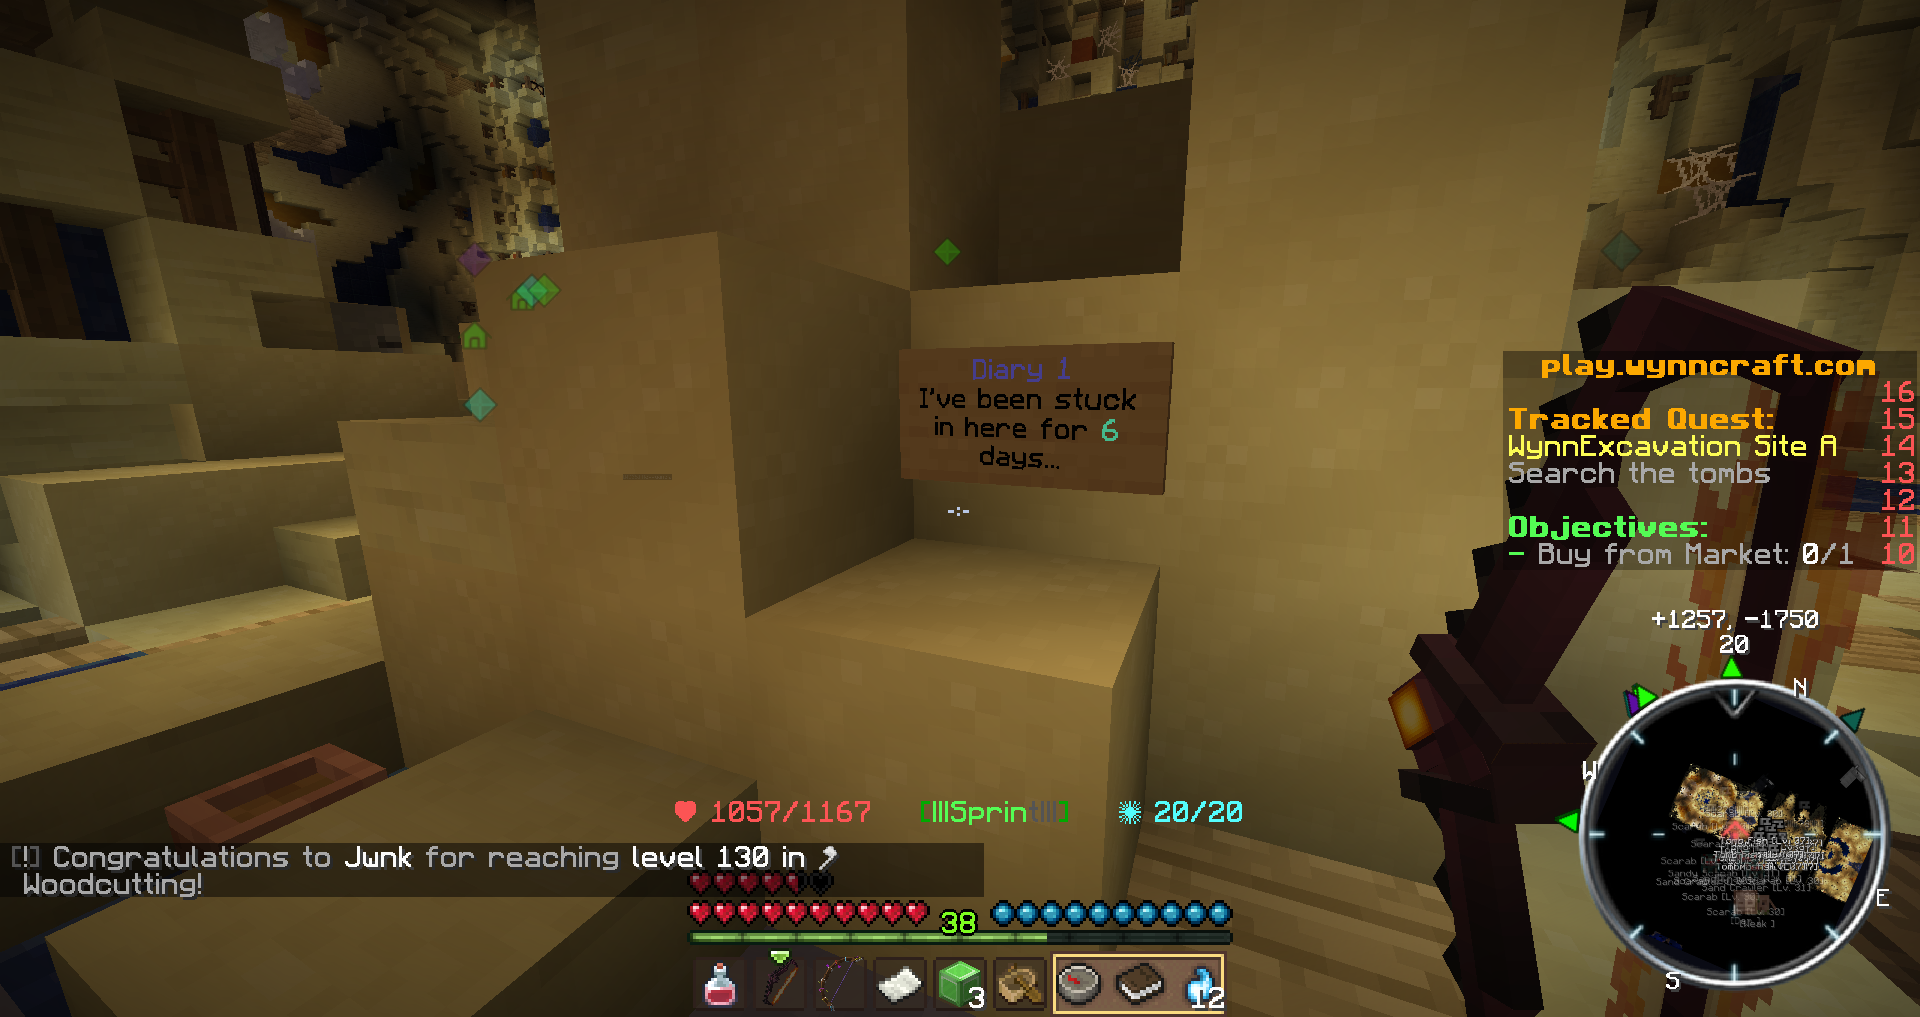 Diary 1
I've been stuck
in here for 6
days...
play.wynncraft.com
16
Tracked Quest: 15
WynnExcavation Site A 14
Search the tombs 13
12
Objectives: 11
- Buy from Market: 0/1 10
+1257, -1750
20
N
W
E
S
1057/1167 [|||Sprint|||] 20/20
[!] Congratulations to Jwnk for reaching level 130 in
Woodcutting!
38
3
12